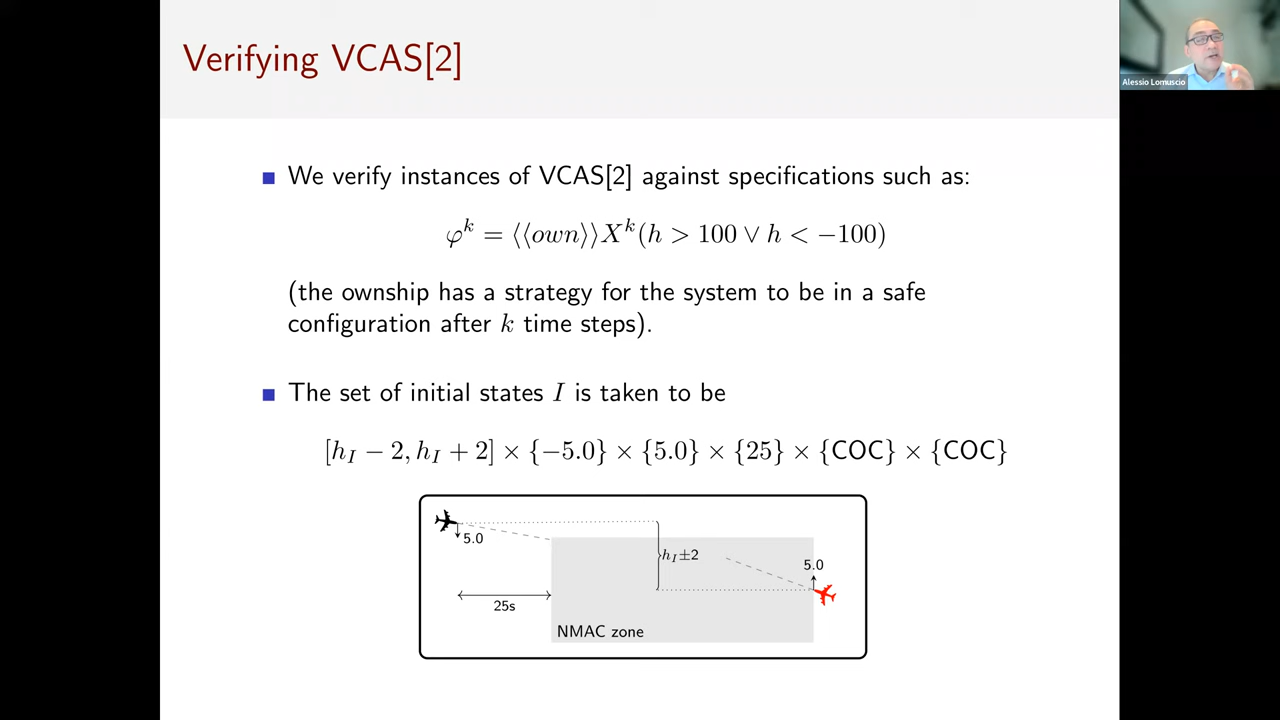 Verifying VCAS[2]
Alessio Lomuscio
We verify instances of VCAS[2] against specifications such as:
φ^k = ⟨⟨own⟩⟩X^k(h > 100 ∨ h < −100)
(the ownship has a strategy for the system to be in a safe
configuration after k time steps).
The set of initial states I is taken to be
[h_I − 2, h_I + 2] × {−5.0} × {5.0} × {25} × {COC} × {COC}
5.0
h_I±2
5.0
25s
NMAC zone